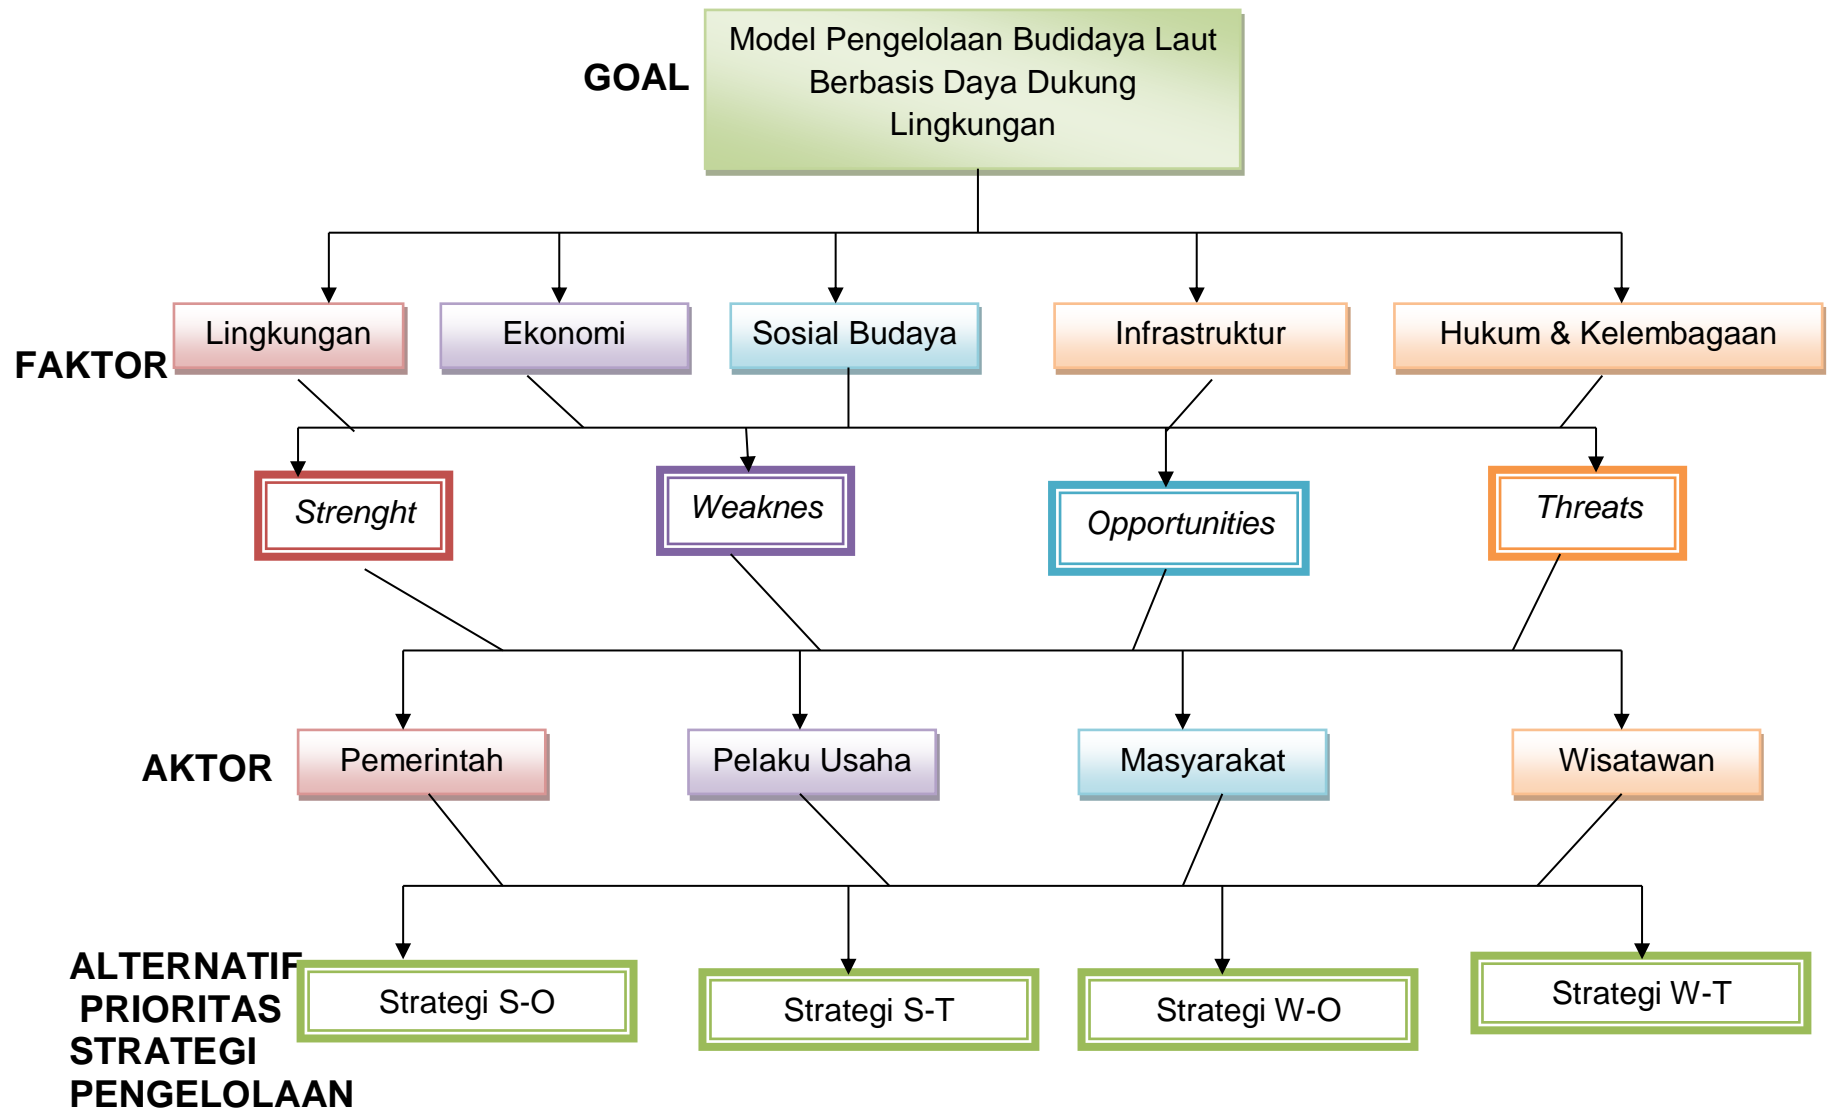 GOAL
Model Pengelolaan Budidaya Laut
Berbasis Daya Dukung
Lingkungan
FAKTOR
Lingkungan
Ekonomi
Sosial Budaya
Infrastruktur
Hukum & Kelembagaan
Strenght
Weaknes
Opportunities
Threats
AKTOR
Pemerintah
Pelaku Usaha
Masyarakat
Wisatawan
ALTERNATIF
PRIORITAS
STRATEGI
PENGELOLAAN
Strategi S-O
Strategi S-T
Strategi W-O
Strategi W-T